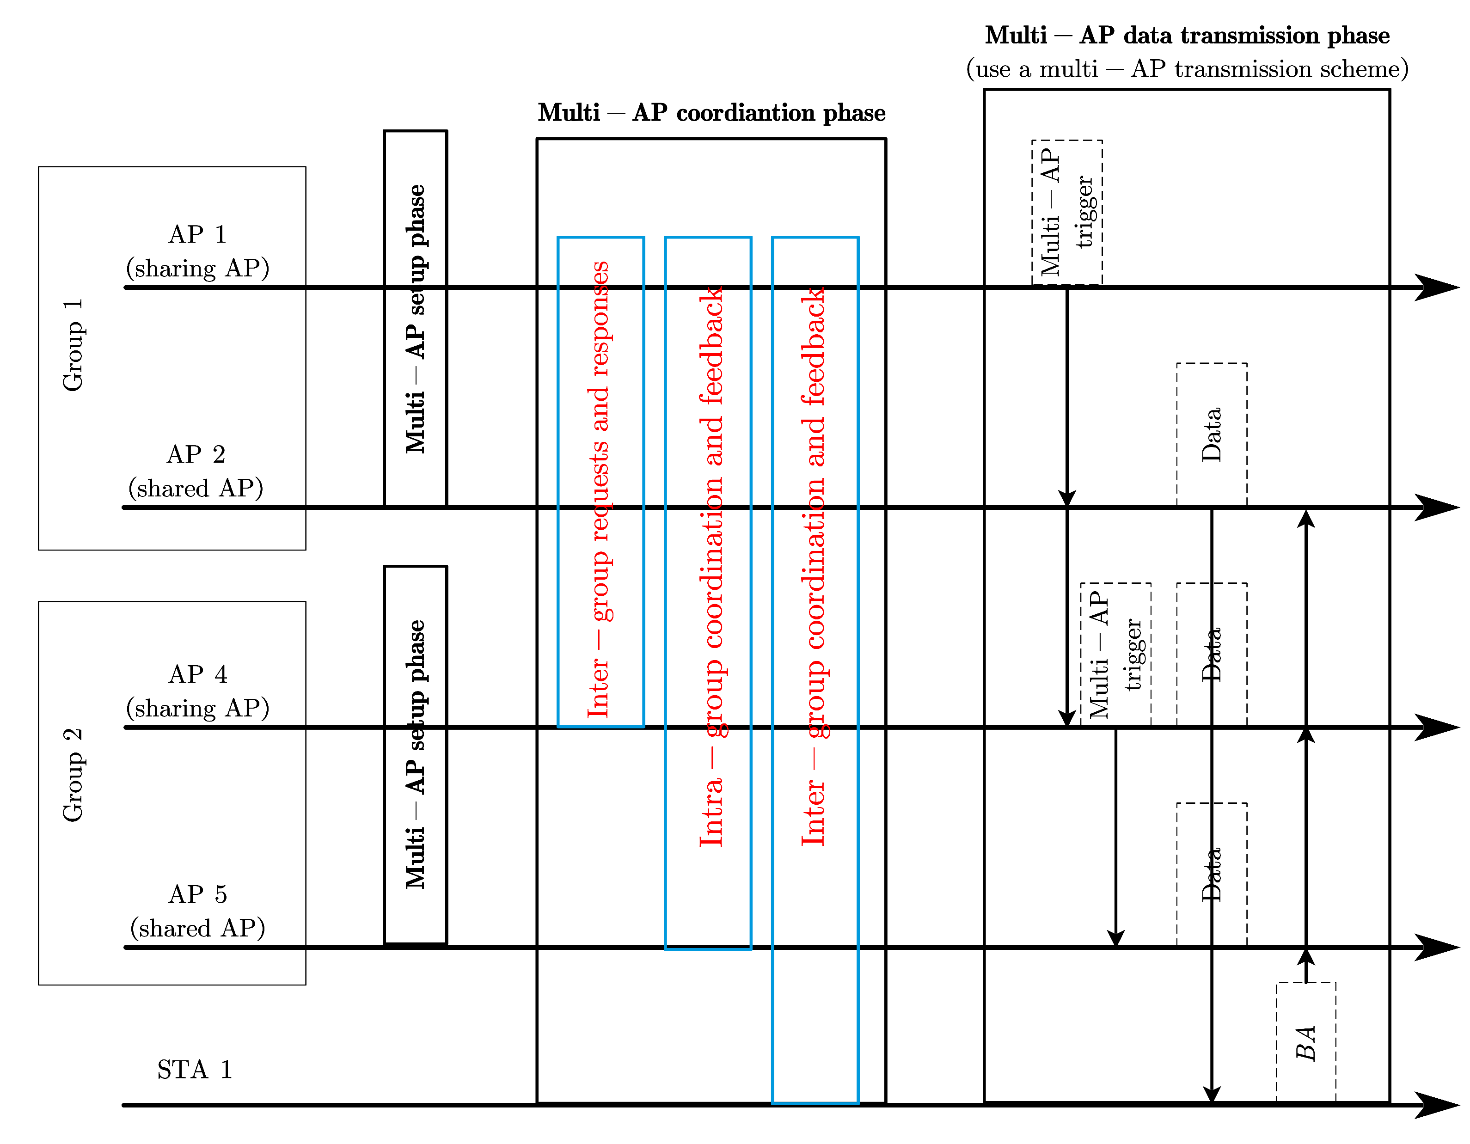 Multi – AP data transmission phase
(use a multi – AP transmission scheme)
Multi – AP coordiantion phase
Group 1
AP 1
(sharing AP)
AP 2
(shared AP)
Multi – AP setup phase
Group 2
AP 4
(sharing AP)
AP 5
(shared AP)
Multi – AP setup phase
STA 1
Inter – group requests and responses
Intra – group coordination and feedback
Inter – group coordination and feedback
Multi – AP
trigger
Data
Multi – AP
trigger
Data
Data
BA